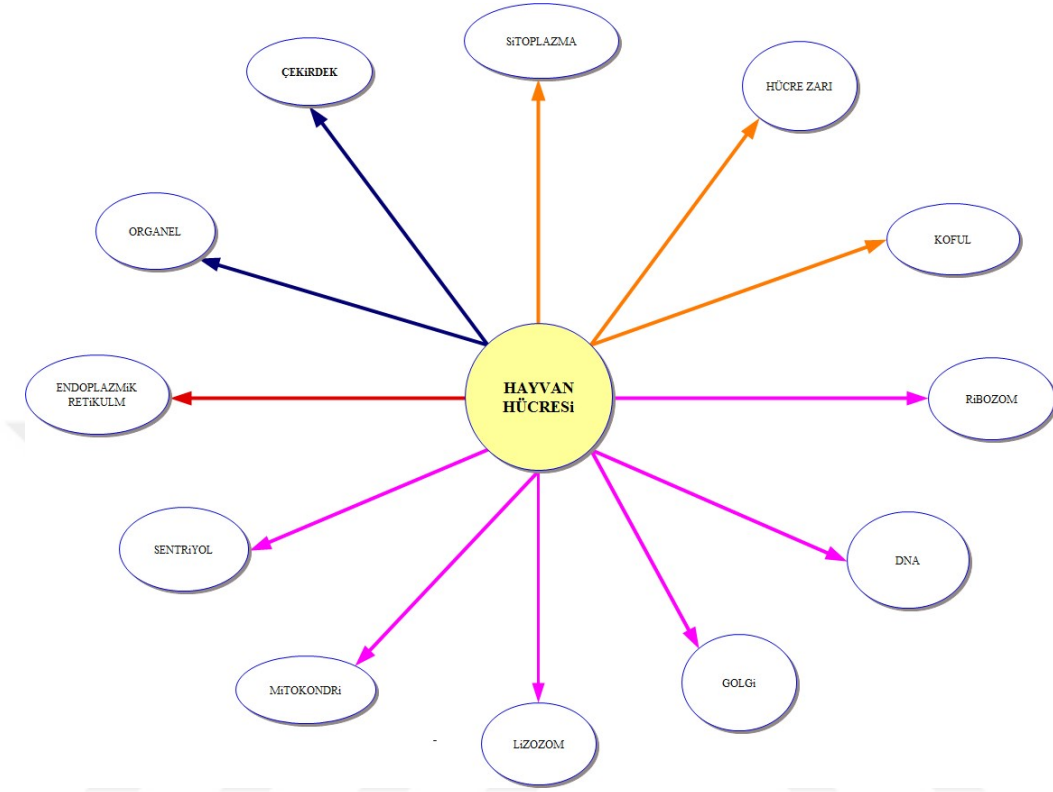 SiTOPLAZMA
ÇEKiRDEK
HÜCRE ZARI
ORGANEL
KOFUL
HAYVAN
HÜCRESi
ENDOPLAZMiK
RETiKULM
RiBOZOM
SENTRiYOL
DNA
MiTOKONDRi
GOLGi
LiZOZOM